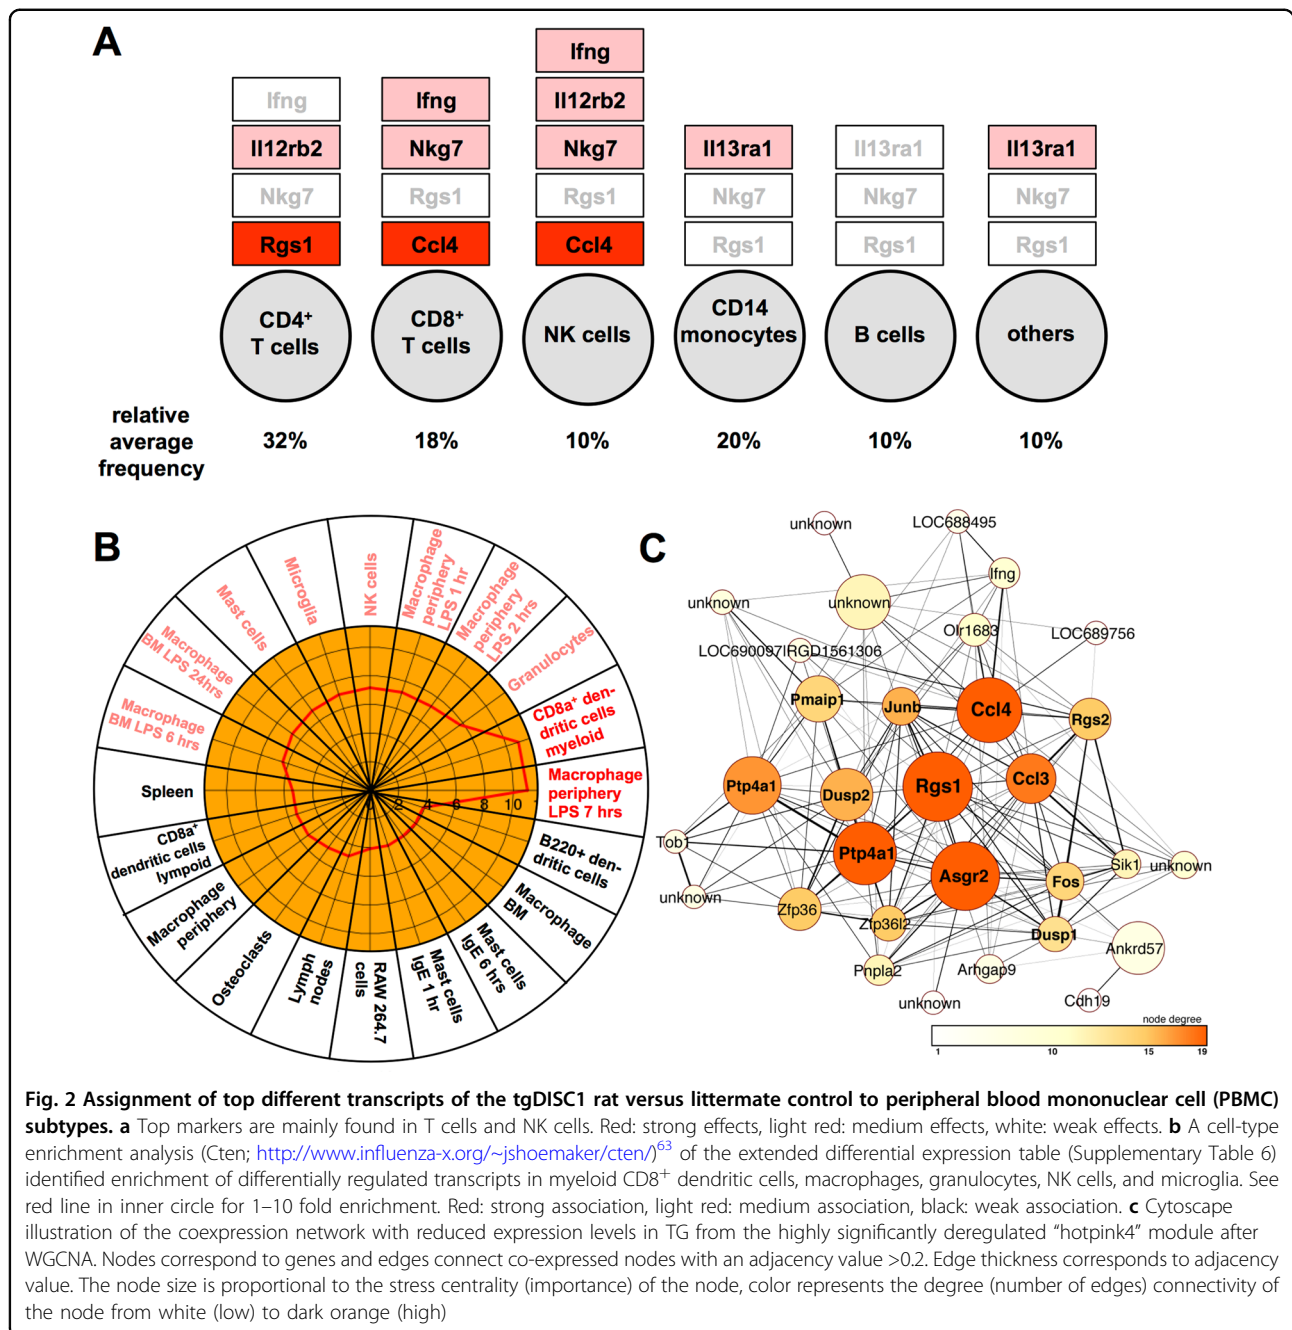 A
Ifng
Ifng
Ifng
Il12rb2
Il12rb2
Nkg7
Nkg7
Il13ra1
Il13ra1
Il13ra1
Nkg7
Rgs1
Rgs1
Nkg7
Nkg7
Nkg7
Rgs1
Ccl4
Ccl4
Rgs1
Rgs1
Rgs1
CD4+
T cells
CD8+
T cells
NK cells
CD14
monocytes
B cells
others
relative
average
frequency
32%
18%
10%
20%
10%
10%
B
NK cells
Macrophage
periphery
LPS 1 hr
Macrophage
periphery
LPS 2 hrs
Granulocytes
CD8a+ den-
dritic cells
myeloid
Macrophage
periphery
LPS 7 hrs
B220+ den-
dritic cells
Macrophage
BM
Mast cells
IgE 6 hrs
Mast cells
IgE 1 hr
RAW 264.7
cells
Lymph
nodes
Osteoclasts
Macrophage
periphery
CD8a+
dendritic cells
lympoid
Spleen
Macrophage
BM LPS 6 hrs
Macrophage
BM LPS 24hrs
Mast cells
Microglia
0 2 4 6 8 10
C
unknown
LOC688495
Ifng
unknown
unknown
Olr1683
LOC689756
LOC690097IRGD1561306
Pmaip1
Junb
Ccl4
Rgs2
Ptp4a1
Dusp2
Rgs1
Ccl3
Tob1
Ptp4a1
Asgr2
Fos
Sik1
unknown
unknown
Zfp36
Zfp36l2
Dusp1
Ankrd57
Pnpla2
Arhgap9
unknown
Cdh19
node degree
1 10 15 19
Fig. 2 Assignment of top different transcripts of the tgDISC1 rat versus littermate control to peripheral blood mononuclear cell (PBMC)
subtypes. a Top markers are mainly found in T cells and NK cells. Red: strong effects, light red: medium effects, white: weak effects. b A cell-type
enrichment analysis (Cten; http://www.influenza-x.org/~jshoemaker/cten/)63 of the extended differential expression table (Supplementary Table 6)
identified enrichment of differentially regulated transcripts in myeloid CD8+ dendritic cells, macrophages, granulocytes, NK cells, and microglia. See
red line in inner circle for 1–10 fold enrichment. Red: strong association, light red: medium association, black: weak association. c Cytoscape
illustration of the coexpression network with reduced expression levels in TG from the highly significantly deregulated “hotpink4” module after
WGCNA. Nodes correspond to genes and edges connect co-expressed nodes with an adjacency value >0.2. Edge thickness corresponds to adjacency
value. The node size is proportional to the stress centrality (importance) of the node, color represents the degree (number of edges) connectivity of
the node from white (low) to dark orange (high)